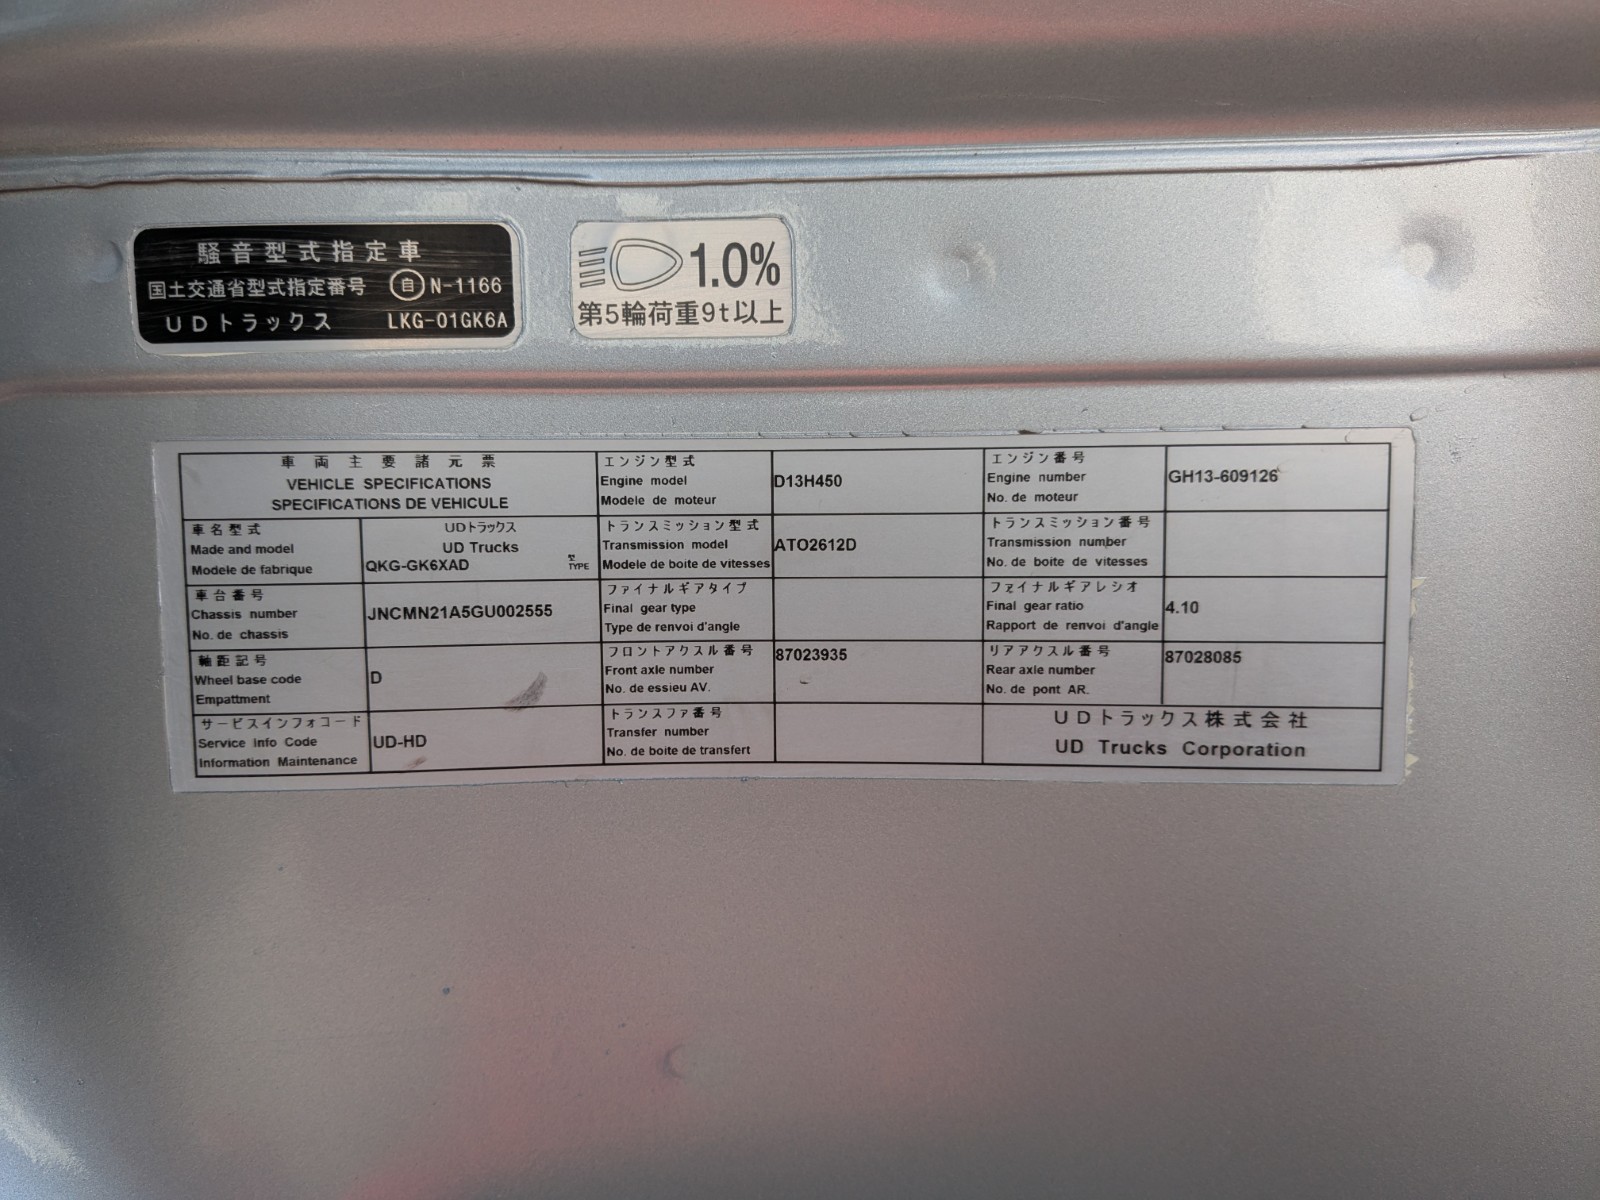 騒音型式指定車
国土交通省型式指定番号 自 N-1166
UDトラックス LKG-01GK6A
1.0%
第5輪荷重9t以上
車両主要諸元票
VEHICLE SPECIFICATIONS
SPECIFICATIONS DE VEHICULE
エンジン型式
Engine model
Modele de moteur
D13H450
エンジン番号
Engine number
No. de moteur
GH13-609126
車名型式
Made and model
Modele de fabrique
UDトラックス
UD Trucks
QKG-GK6XAD
型
TYPE
トランスミッション型式
Transmission model
Modele de boite de vitesses
ATO2612D
トランスミッション番号
Transmission number
No. de boite de vitesses
車台番号
Chassis number
No. de chassis
JNCMN21A5GU002555
ファイナルギアタイプ
Final gear type
Type de renvoi d'angle
ファイナルギアレシオ
Final gear ratio
Rapport de renvoi d'angle
4.10
軸距記号
Wheel base code
Empattment
D
フロントアクスル番号
Front axle number
No. de essieu AV.
87023935
リアアクスル番号
Rear axle number
No. de pont AR.
87028085
サービスインフォコード
Service Info Code
Information Maintenance
UD-HD
トランスファ番号
Transfer number
No. de boite de transfert
UDトラックス株式会社
UD Trucks Corporation